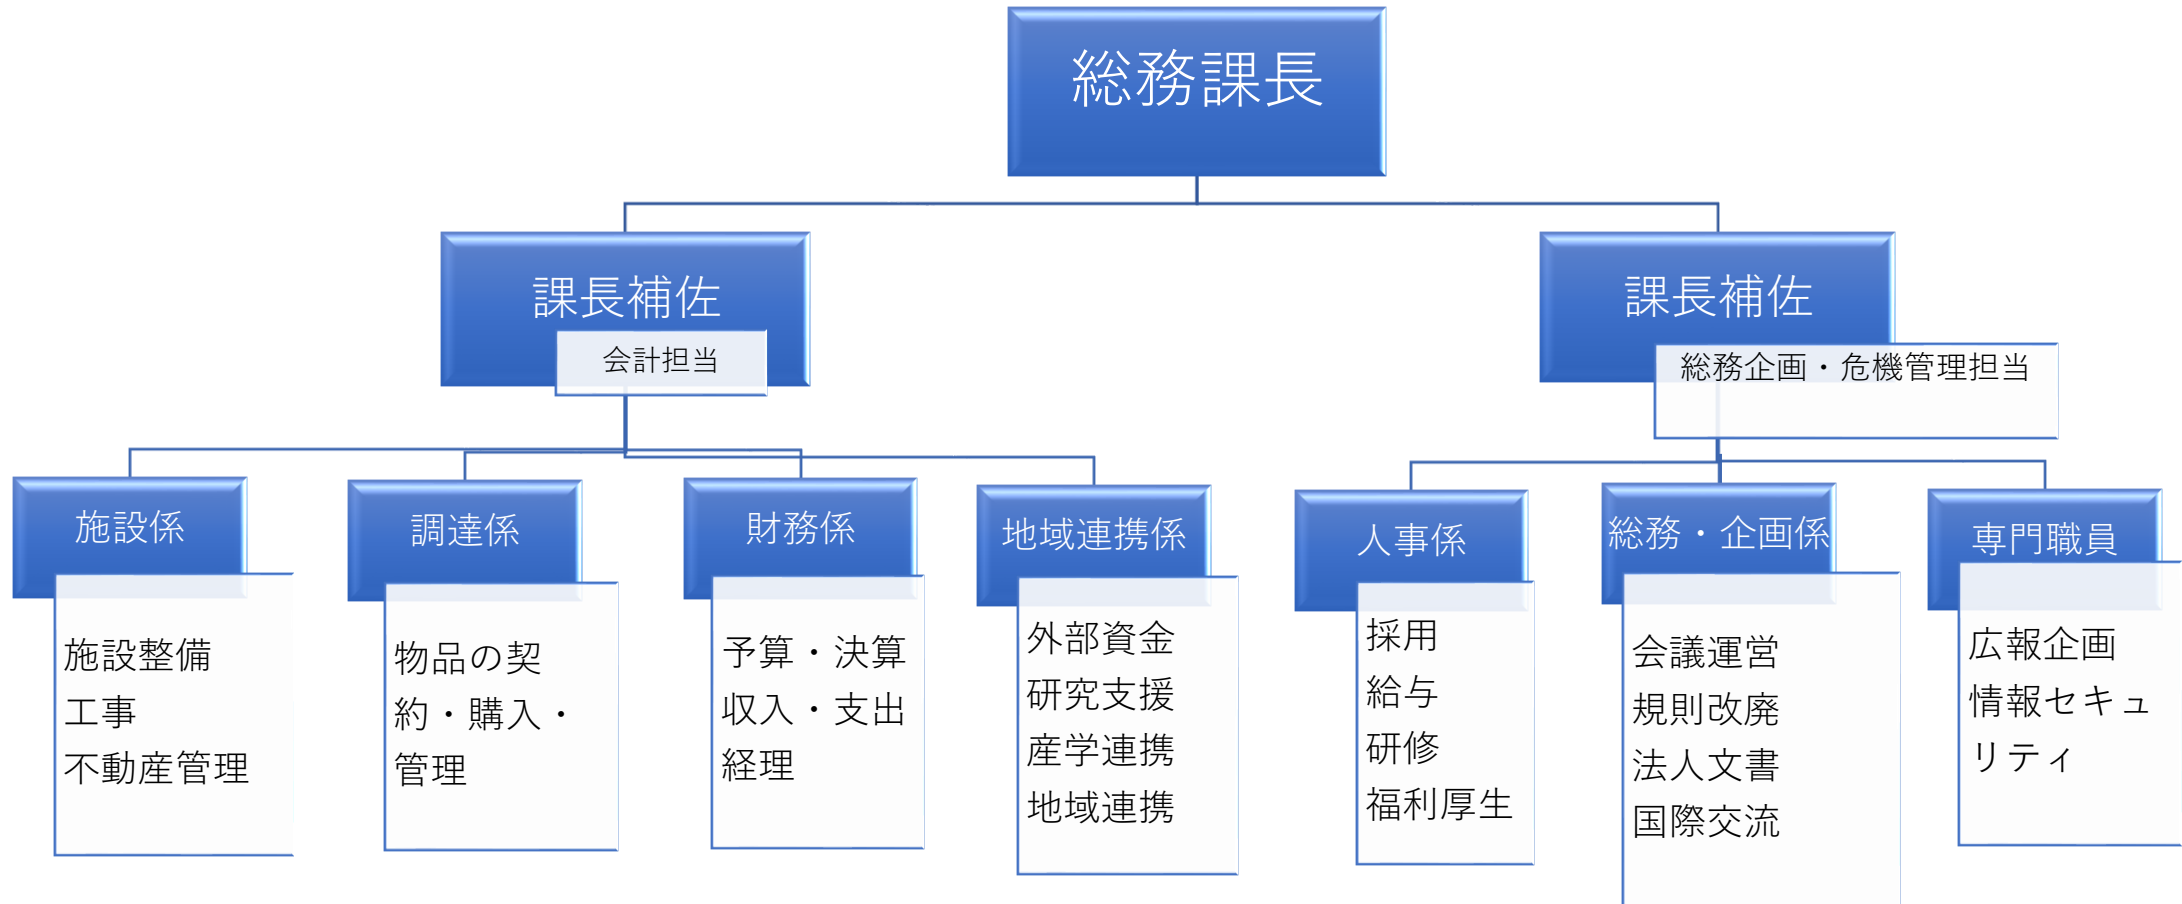 総務課長
課長補佐
会計担当
課長補佐
総務企画・危機管理担当
施設係
施設整備
工事
不動産管理
調達係
物品の契
約・購入・
管理
財務係
予算・決算
収入・支出
経理
地域連携係
外部資金
研究支援
産学連携
地域連携
人事係
採用
給与
研修
福利厚生
総務・企画係
会議運営
規則改廃
法人文書
国際交流
専門職員
広報企画
情報セキュ
リティ